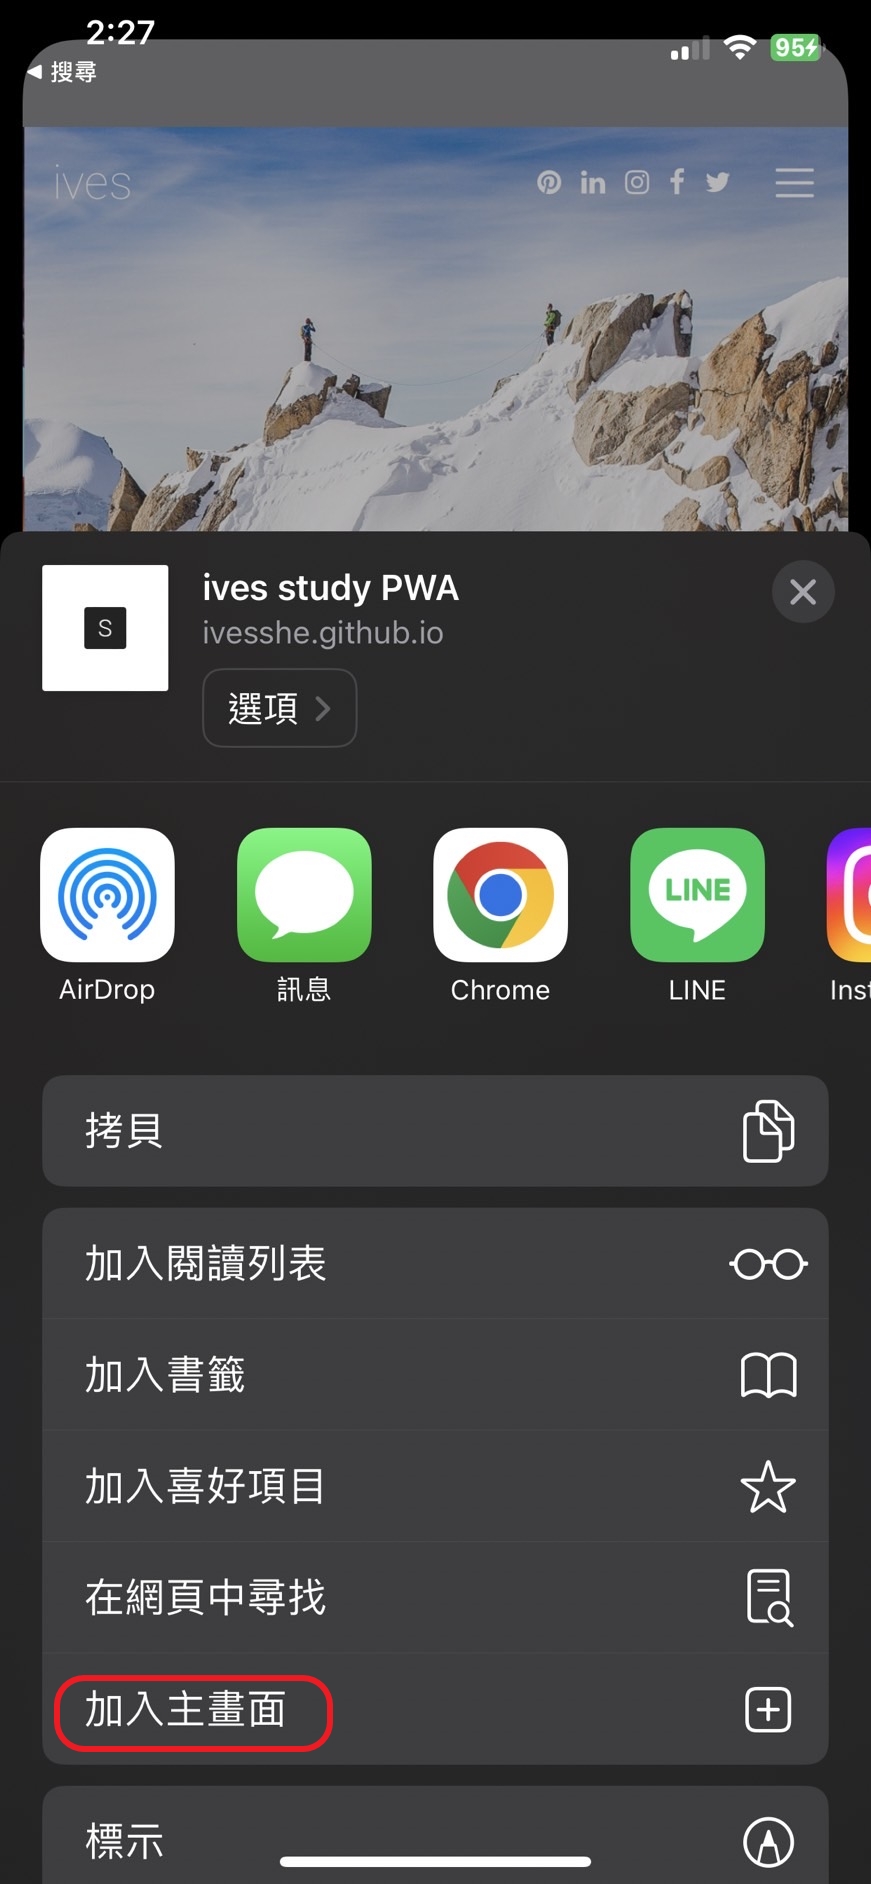 2:27
95
搜尋
ives
ives study PWA
S
ivesshe.github.io
選項
LINE
AirDrop
訊息
Chrome
LINE
Inst
拷貝
加入閱讀列表
加入書籤
加入喜好項目
在網頁中尋找
加入主畫面
標示